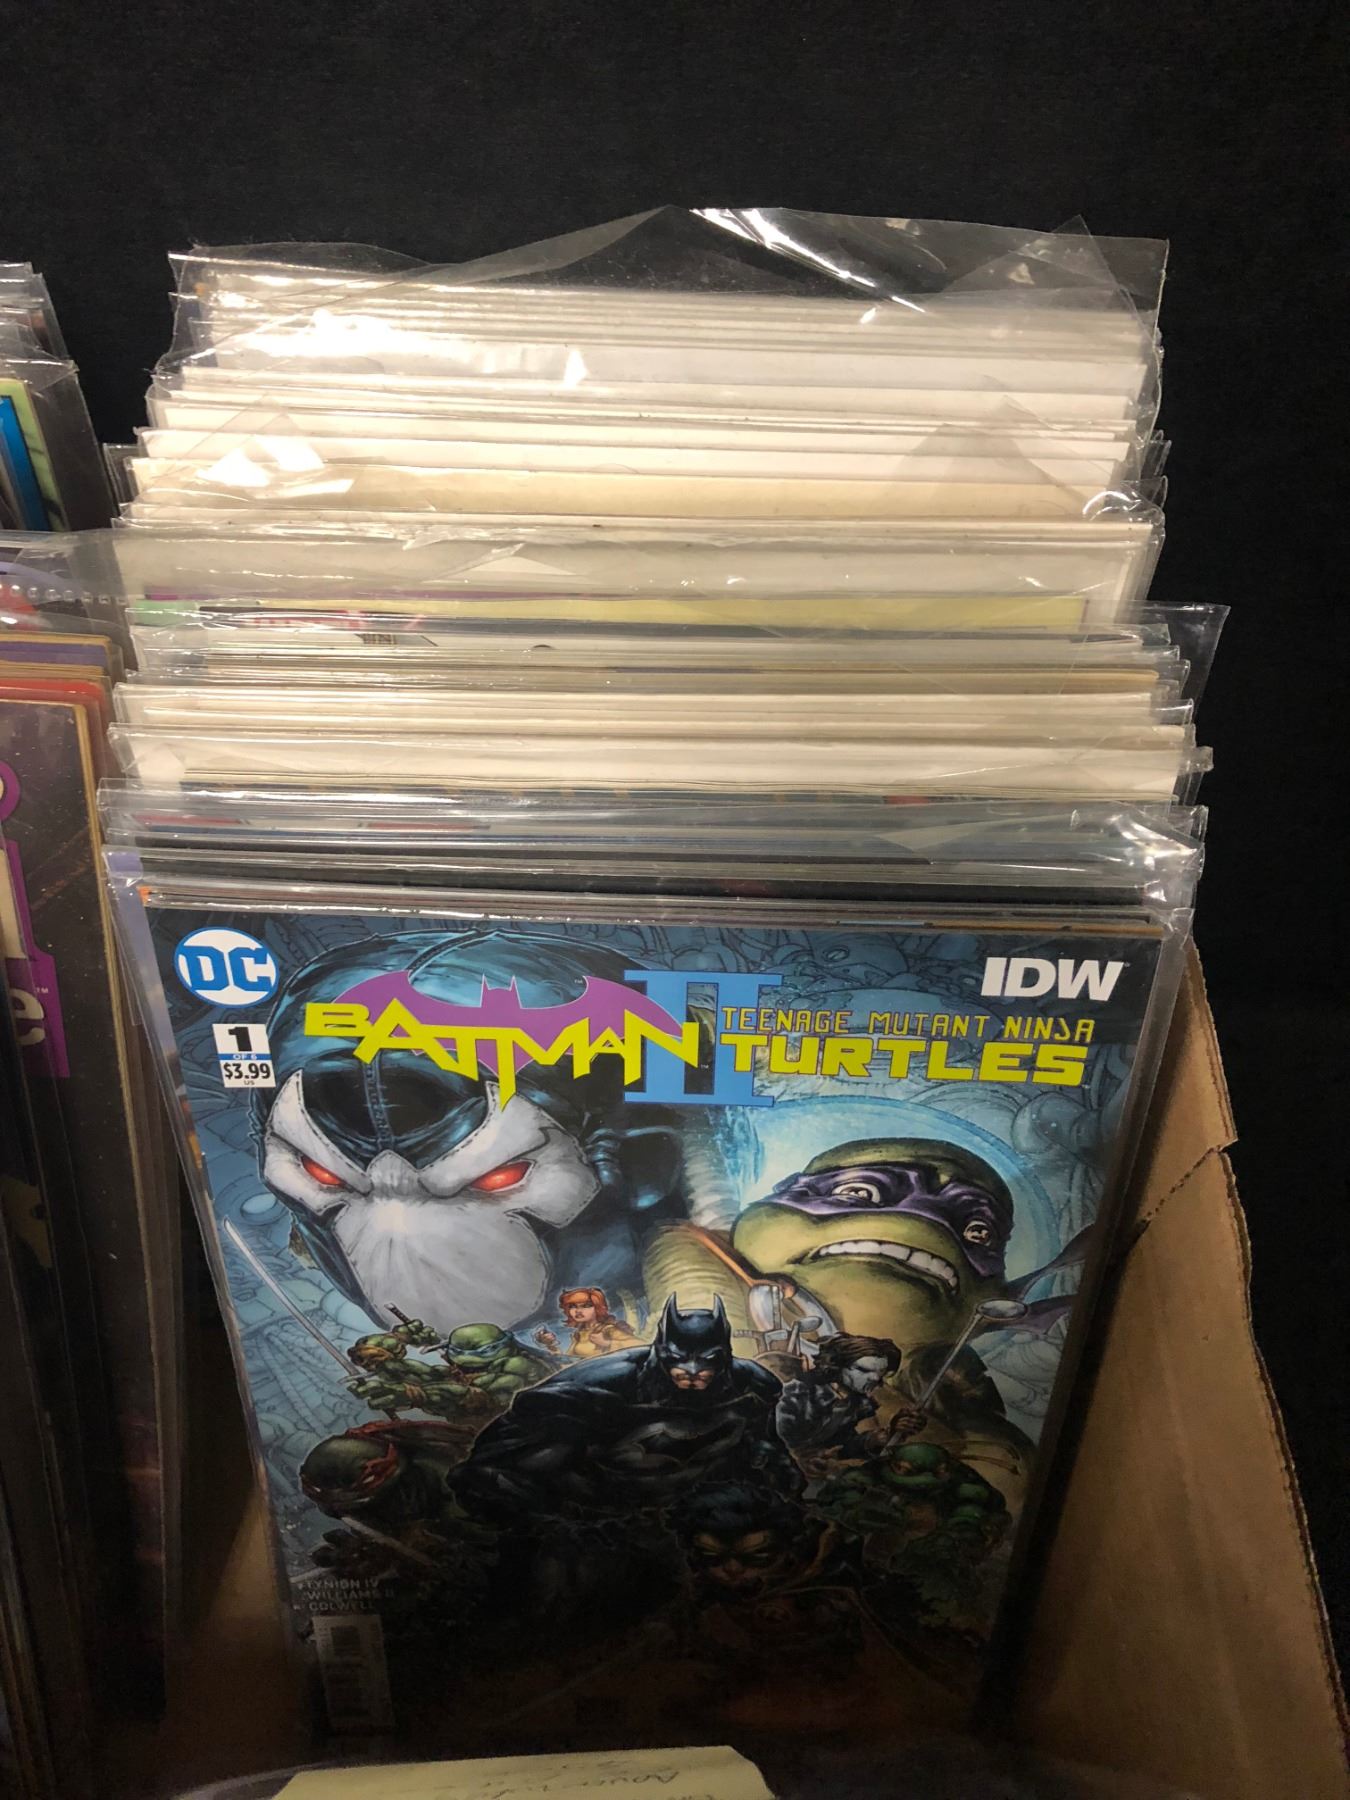 DC
IDW
BATMAN
II
TEENAGE MUTANT NINJA
TURTLES
1
OF 6
$3.99
US
TYNION IV
WILLIAMS II
COLWELL
e